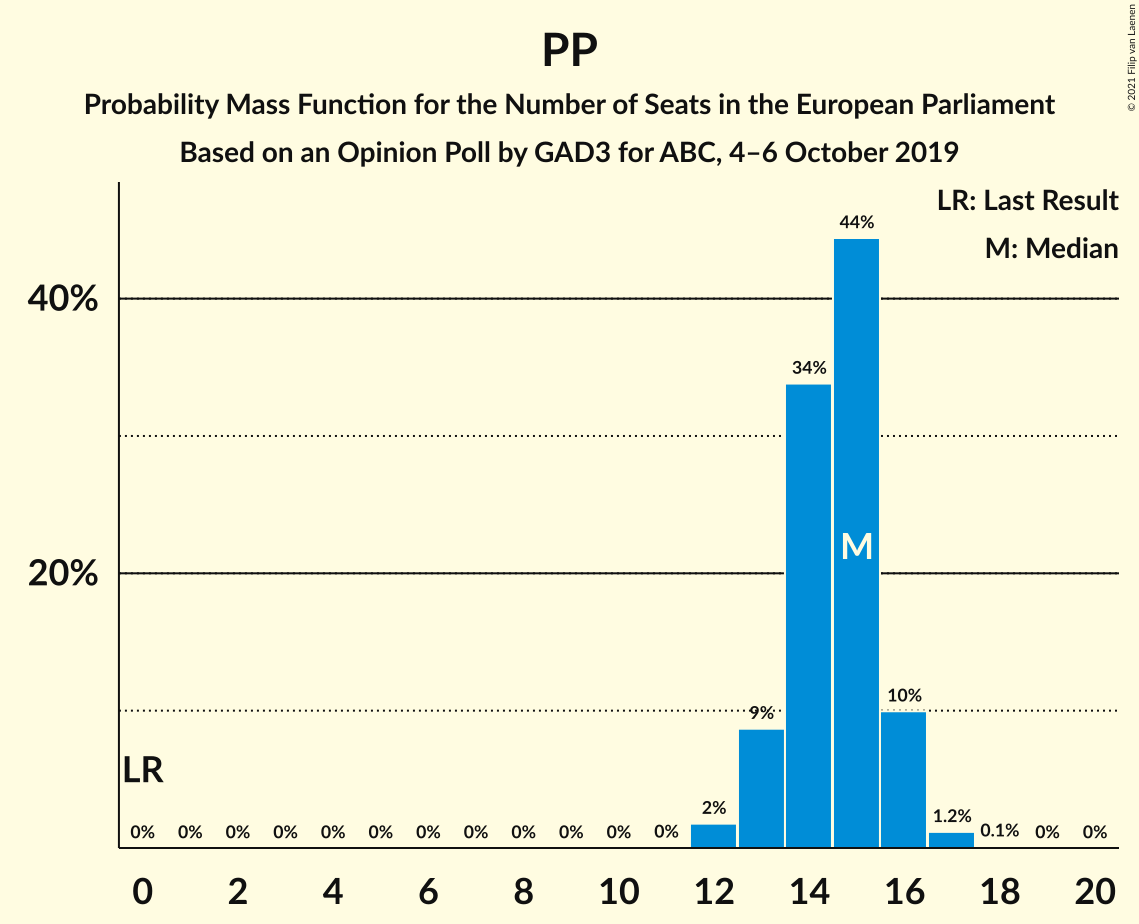 © 2021 Filip van Laenen
PP
Probability Mass Function for the Number of Seats in the European Parliament
Based on an Opinion Poll by GAD3 for ABC, 4–6 October 2019
LR: Last Result
M: Median
44%
40%
34%
M
20%
10%
9%
LR
2%
1.2%
0% 0% 0% 0% 0% 0% 0% 0% 0% 0% 0% 0% 0.1% 0% 0%
0 2 4 6 8 10 12 14 16 18 20